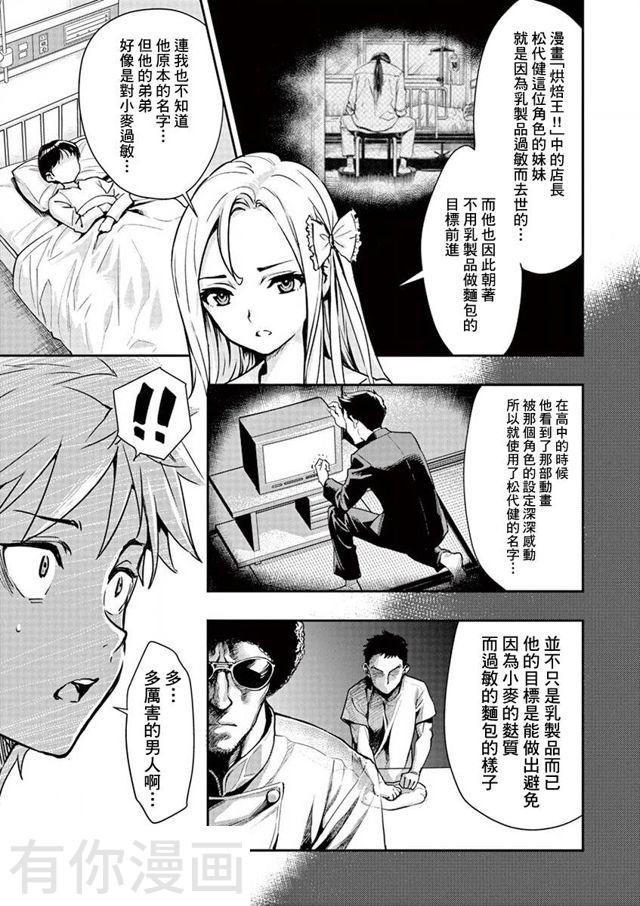 漫畫「烘焙王!!」中的店長
松代健這位角色的妹妹
就是因為乳製品過敏而去世的…
而他也因此朝著
不用乳製品做麵包的
目標前進
連我也不知道
他原本的名字…
但他的弟弟
好像是對小麥過敏…
在高中的時候
他看到了那部動畫
被那個角色的設定深深感動
所以就使用了松代健的名字…
!!
並不只是乳製品而已
他的目標是能做出避免
因為小麥的麩質
而過敏的麵包的樣子
多…
多厲害的男人啊…
有你漫画